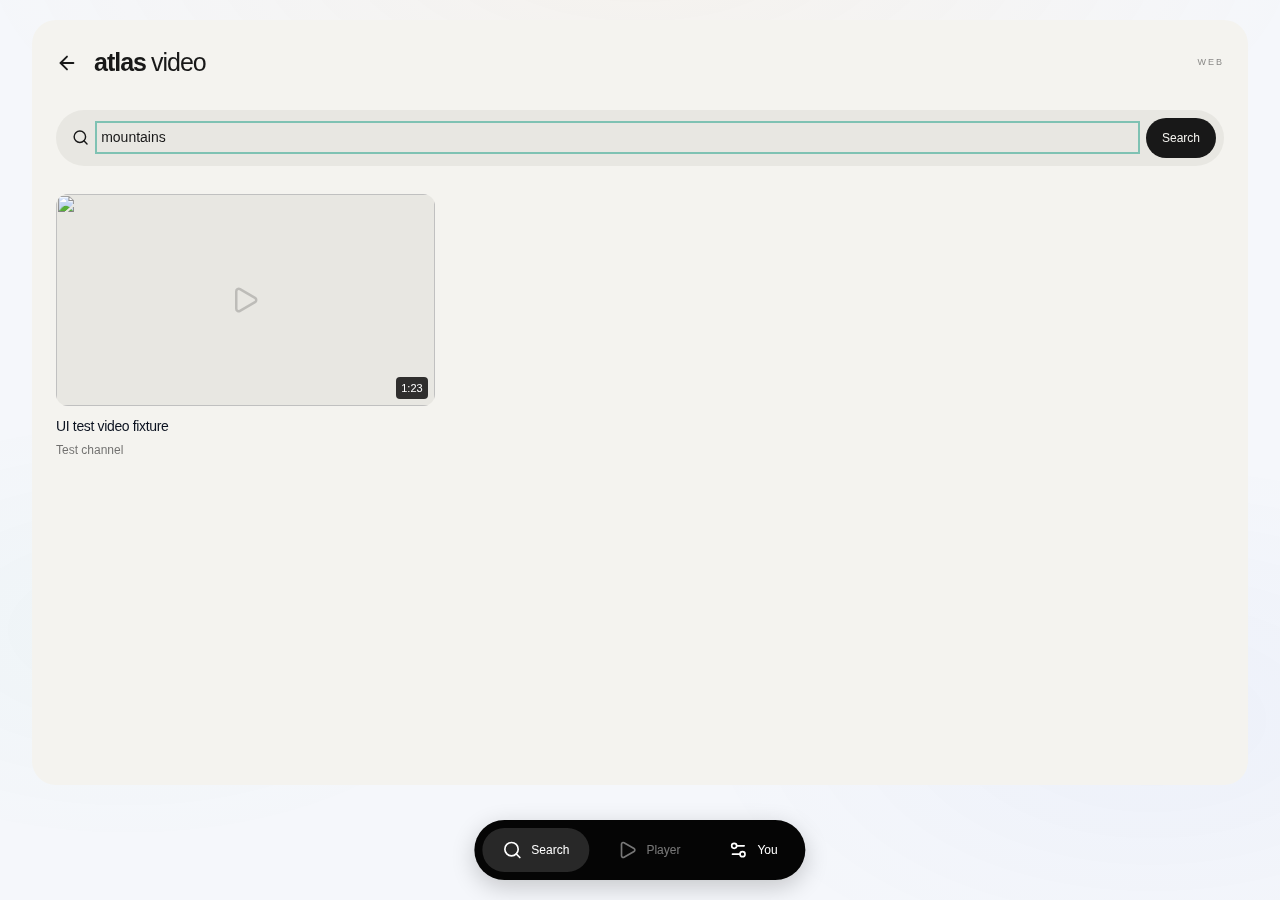 atlas video
WEB
mountains
Search
1:23
UI test video fixture
Test channel
Search
Player
You